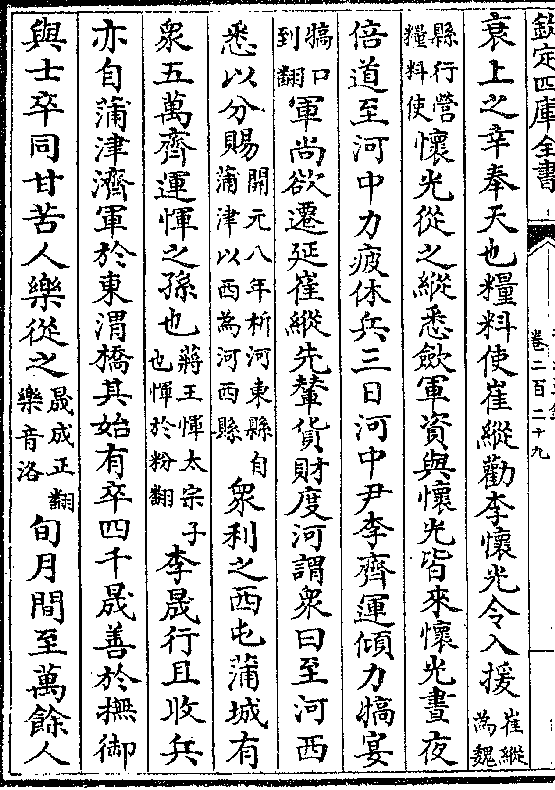 欽定四庫全書
卷二百二十九
衰上之幸奉天也糧料使崔縱勸李懷光令入援崔縱為魏
縣行營糧料使懷光從之縱悉斂軍資與懷光皆來懷光晝夜
倍道至河中力疲休兵三日河中尹李齊運傾力犒宴
犒口到翻軍尚欲遷延崔縱先輦貨財度河謂衆曰至河西
悉以分賜開元八年析河東縣自蒲津以西為河西縣衆利之西屯蒲城有
衆五萬齊運惲之孫也蔣王惲太宗子也惲於粉翻李晟行且收兵
亦自蒲津濟軍於東渭橋其始有卒四千晟善於撫御
與士卒同甘苦人樂從之晟成正翻樂音洛旬月間至萬餘人